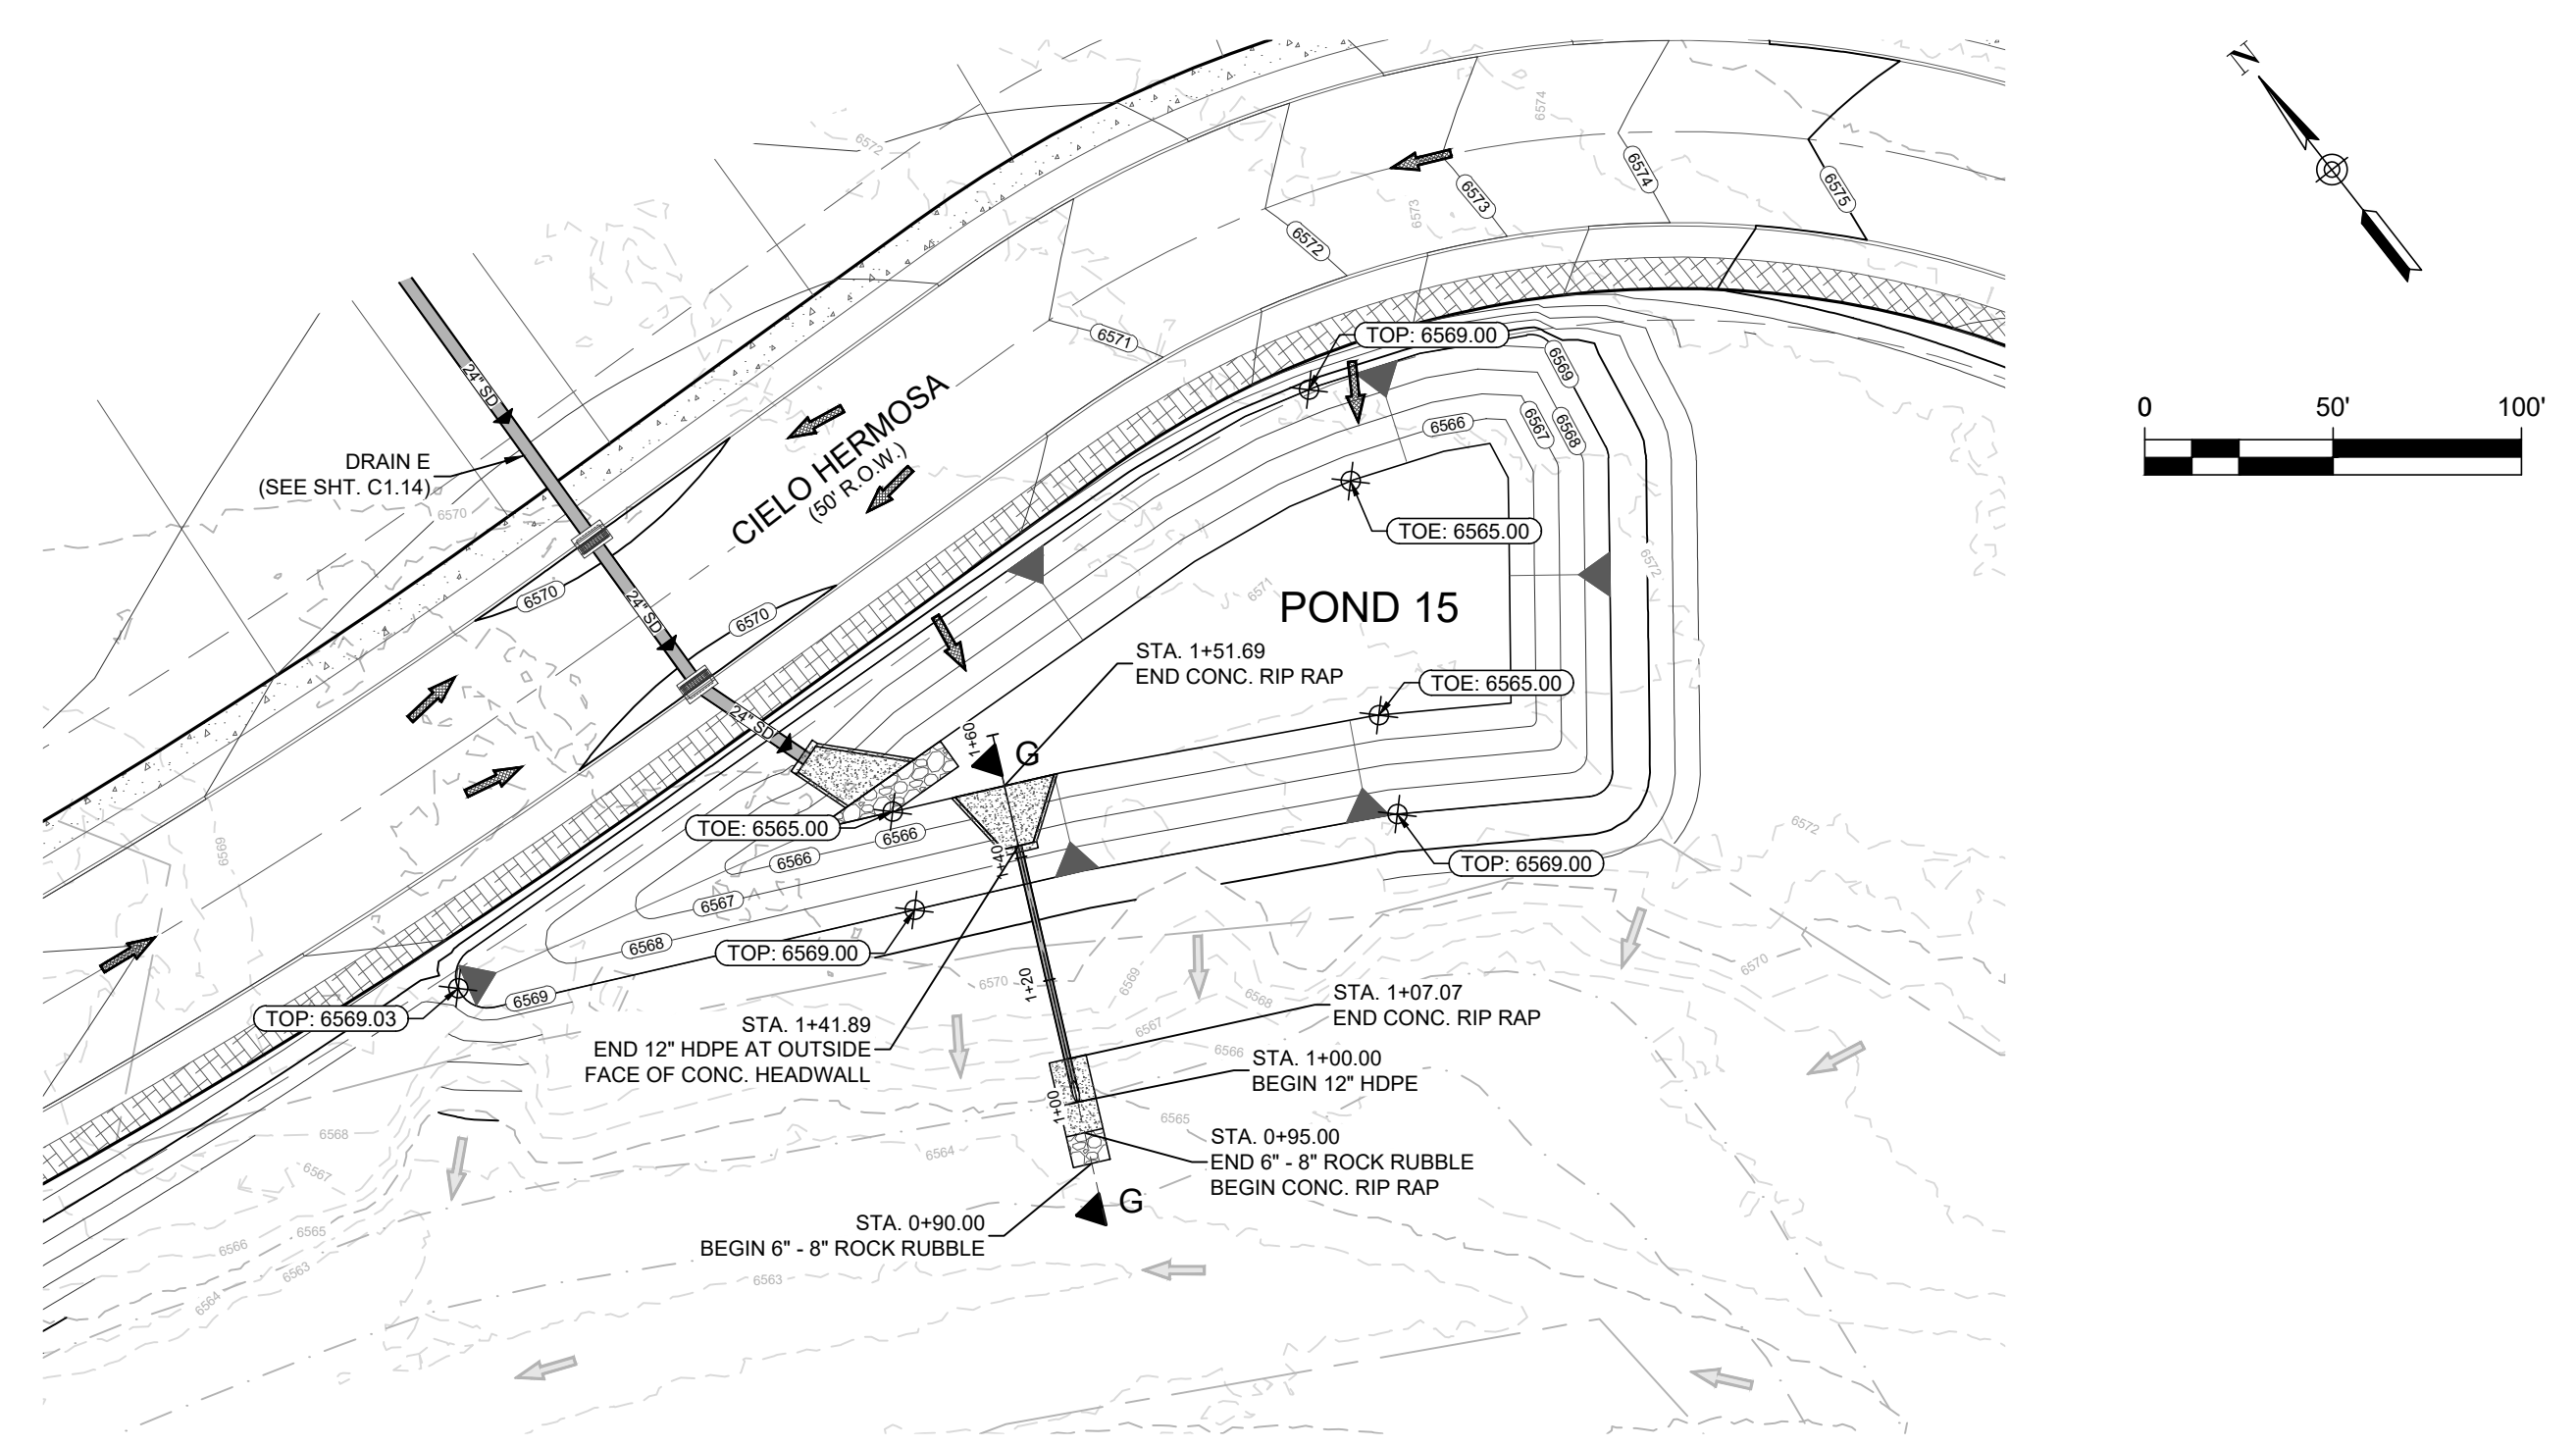 N
0 50' 100'
6572
6574
6573
6574
6575
6573
6572
6571
TOP: 6569.00
6569
6566
6567
6568
24" SD
DRAIN E
(SEE SHT. C1.14)
6570
CIELO HERMOSA
(50' R.O.W.)
TOE: 6565.00
6572
6571
POND 15
6570
24" SD
6570
STA. 1+51.69
END CONC. RIP RAP
TOE: 6565.00
24" SD
1+60
G
TOE: 6565.00
6566
6566
1+40
6572
6569
TOP: 6569.00
6567
6568
TOP: 6569.00
6569
TOP: 6569.03
6570
1+20
6569
6568
6567
6570
STA. 1+07.07
END CONC. RIP RAP
STA. 1+41.89
END 12" HDPE AT OUTSIDE
FACE OF CONC. HEADWALL
6566
STA. 1+00.00
BEGIN 12" HDPE
1+00
6565
6568
6564
STA. 0+95.00
END 6" - 8" ROCK RUBBLE
BEGIN CONC. RIP RAP
6567
G
STA. 0+90.00
BEGIN 6" - 8" ROCK RUBBLE
6565
6566
6563
6563
6564